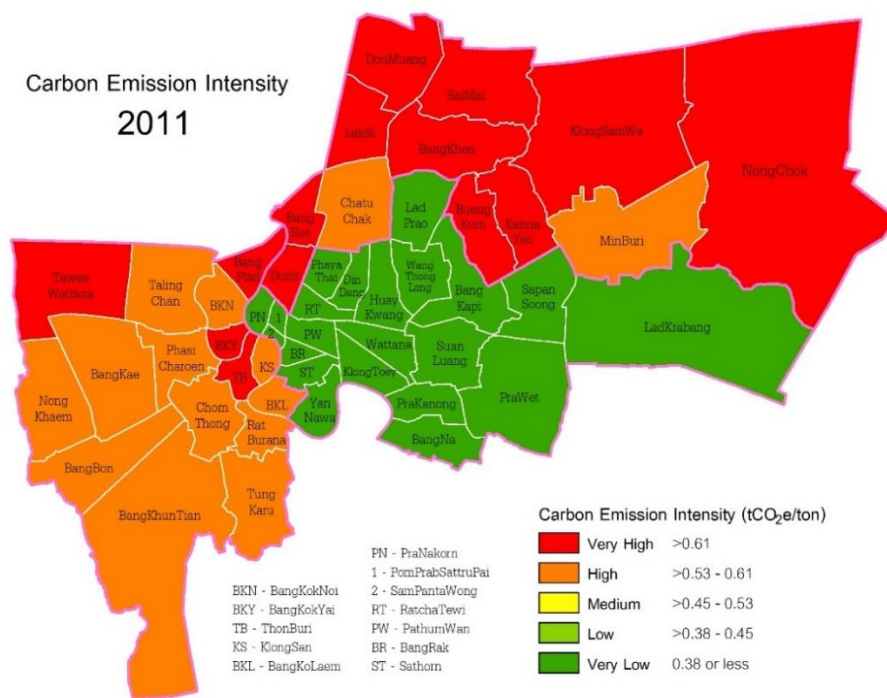 Carbon Emission Intensity
2011
DonMuang
SaiMai
LakSi
BangKhen
KlongSamWa
NongChok
Chatu
Chak
Lad
Prao
Bueng
Kum
Kanna
Yao
MinBuri
Bang
Sue
Bang
Plad
Dusit
Tawee
Wattana
Taling
Chan
BKN
Phaya
Thai
Din
Dang
Huay
Kwang
Wang
Thong
Lang
Bang
Kapi
Sapan
Soong
LadKrabang
PN
1
2
RT
PW
BR
ST
Wattana
KlongToey
Suan
Luang
PraWet
PraKanong
BangNa
Yan
Nawa
BKY
TB
KS
BKL
Phasi
Charoen
BangKae
Nong
Khaem
Chom
Thong
Rat
Burana
BangBon
BangKhunTian
Tung
Karu
BKN - BangKokNoi
BKY - BangKokYai
TB - ThonBuri
KS - KlongSan
BKL - BangKoLaem
PN - PraNakorn
1 - PomPrabSattruPai
2 - SamPantaWong
RT - RatchaTewi
PW - PathumWan
BR - BangRak
ST - Sathorn
Carbon Emission Intensity (tCO₂e/ton)
Very High >0.61
High >0.53 - 0.61
Medium >0.45 - 0.53
Low >0.38 - 0.45
Very Low 0.38 or less